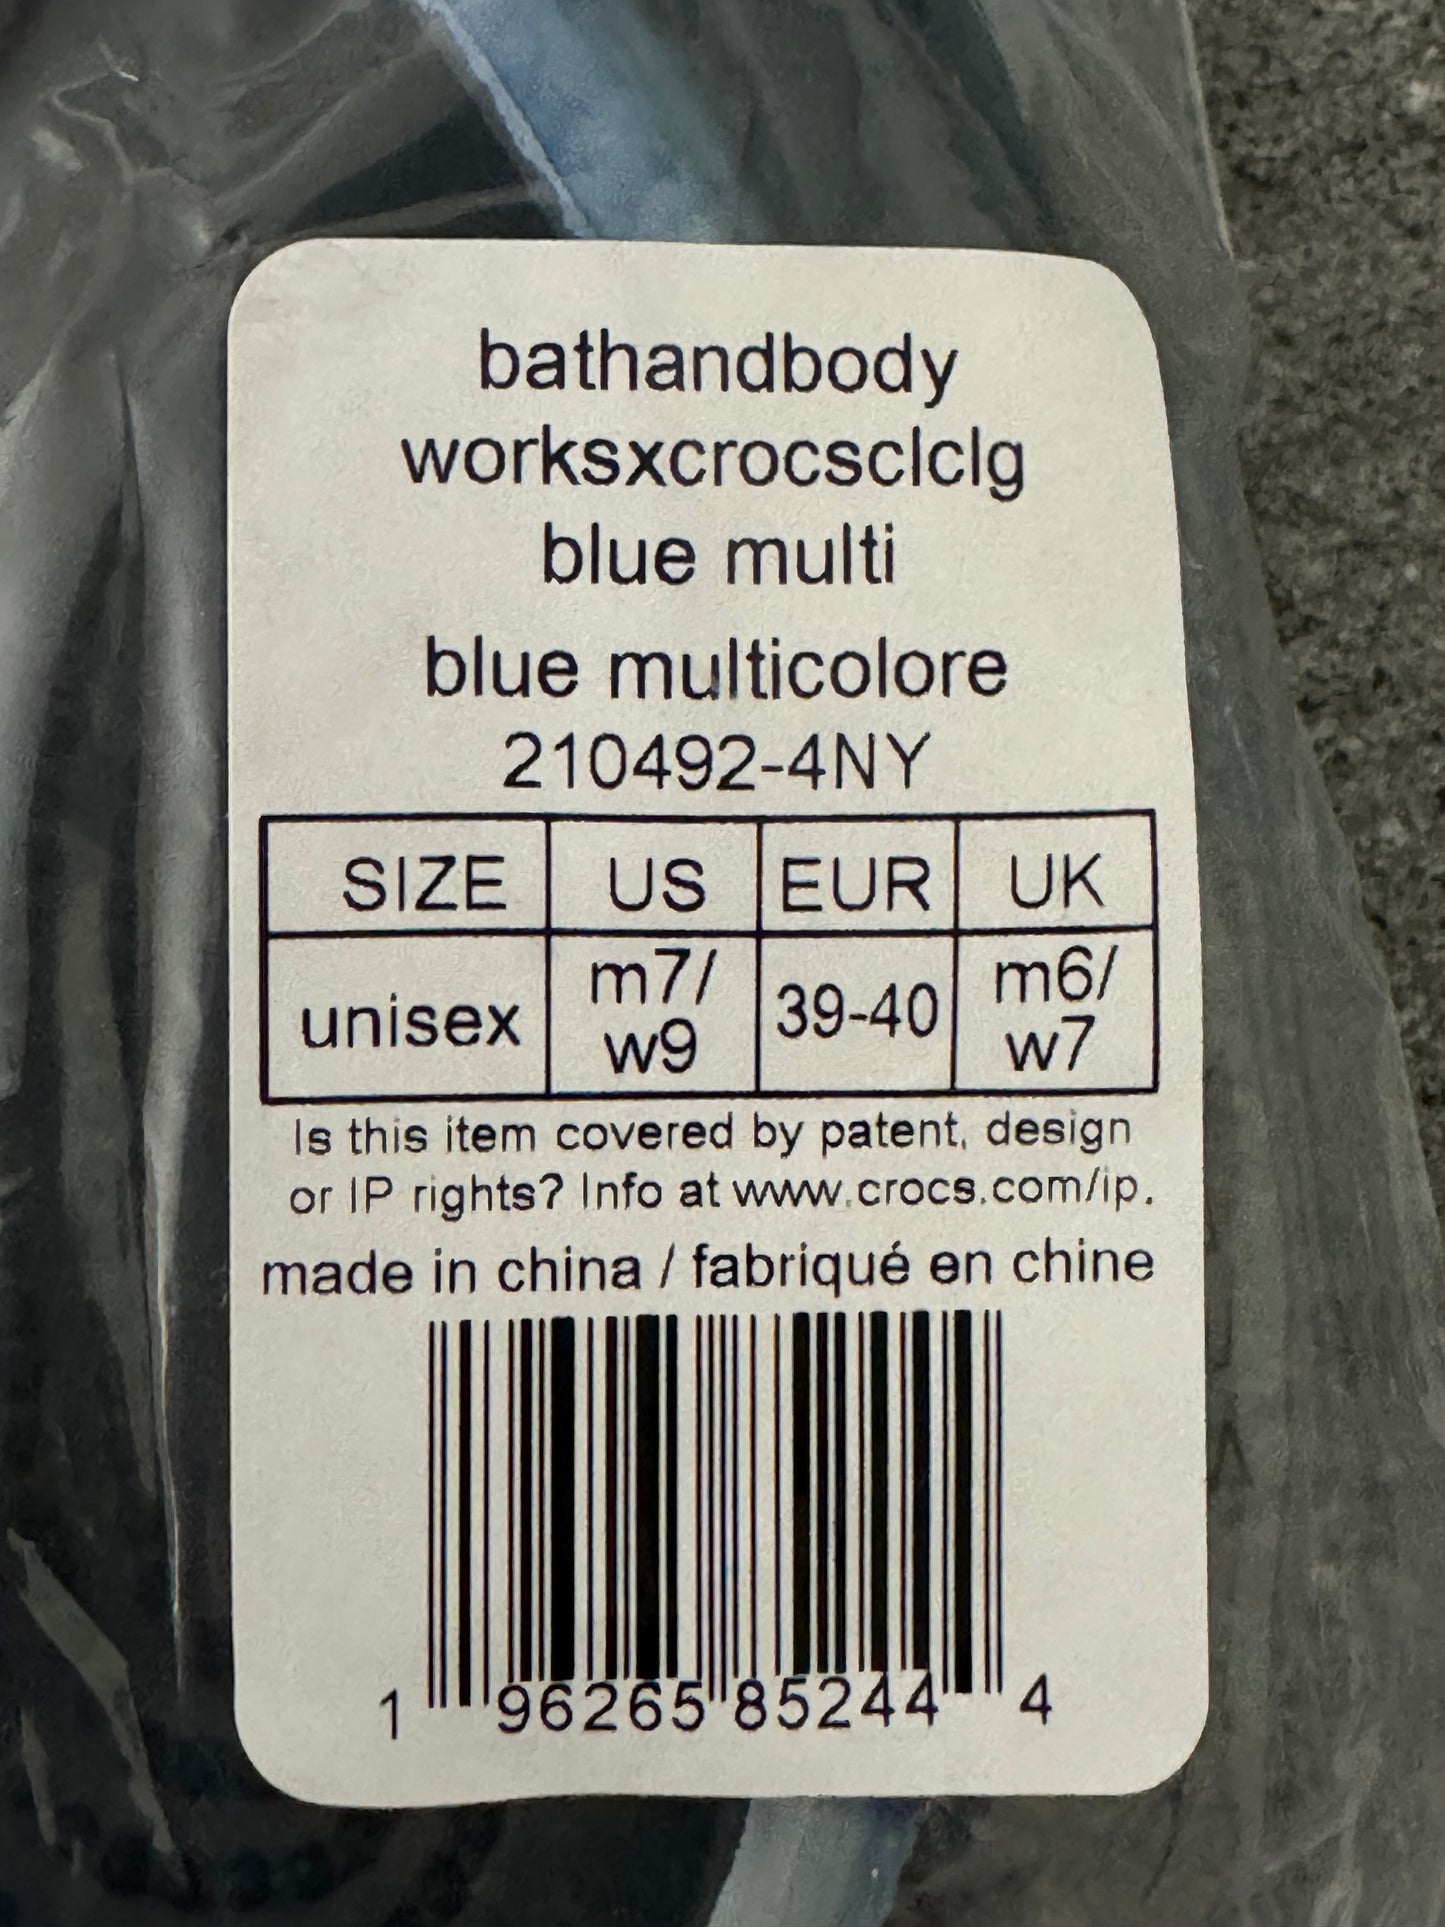 bathandbody
worksxcrocsclclg
blue multi
blue multicolore
210492-4NY
SIZE US EUR UK
unisex m7/ w9 39-40 m6/ w7
Is this item covered by patent, design
or IP rights? Info at www.crocs.com/ip.
made in china / fabriqué en chine
1 96265 85244 4